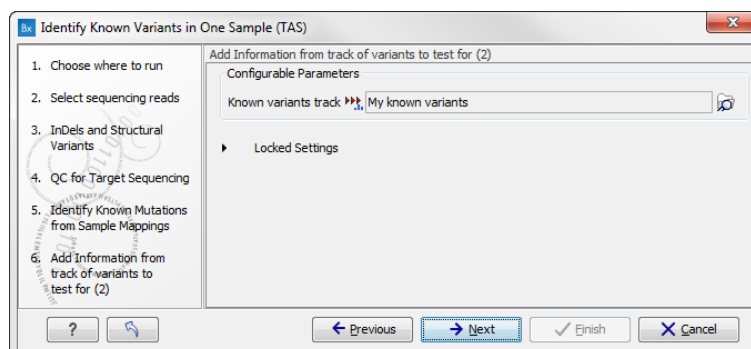 Bx Identify Known Variants in One Sample (TAS)
1. Choose where to run
2. Select sequencing reads
3. InDels and Structural
Variants
4. QC for Target Sequencing
5. Identify Known Mutations
from Sample Mappings
6. Add Information from
track of variants to
test for (2)
Add Information from track of variants to test for (2)
Configurable Parameters
Known variants track My known variants
Locked Settings
? Previous Next Finish Cancel